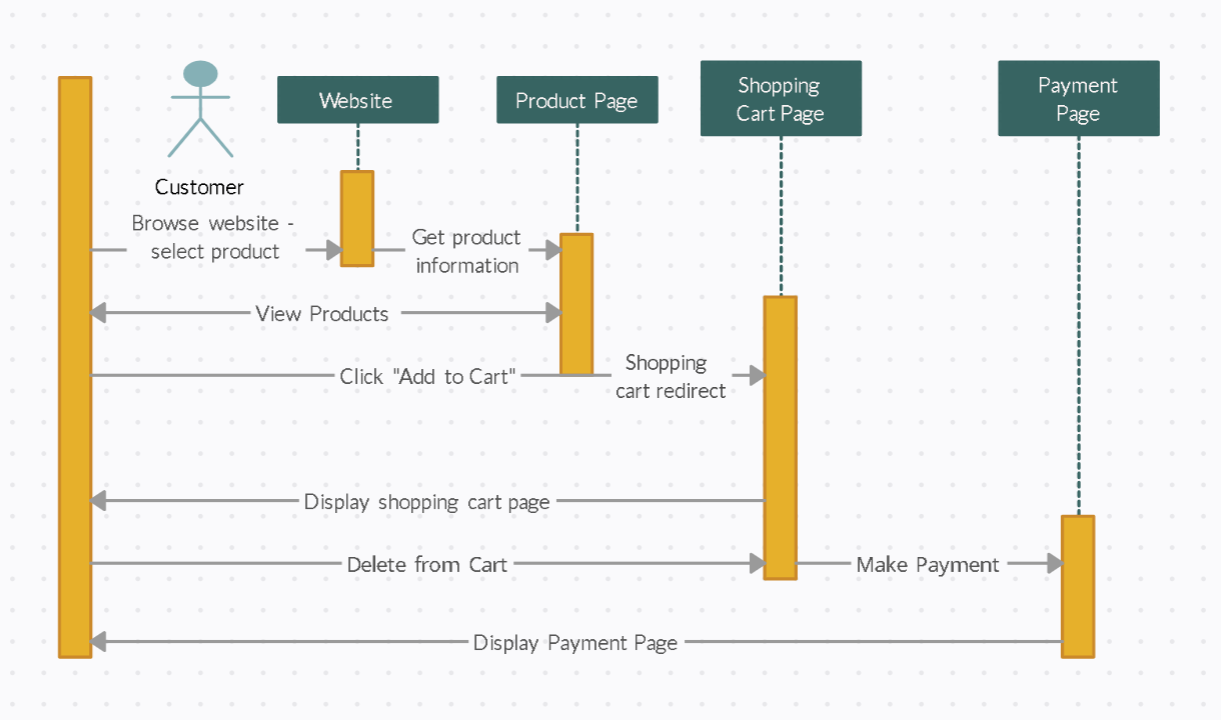 Website
Product Page
Shopping
Cart Page
Payment
Page
Customer
Browse website -
select product
Get product
information
View Products
Click "Add to Cart"
Shopping
cart redirect
Display shopping cart page
Delete from Cart
Make Payment
Display Payment Page